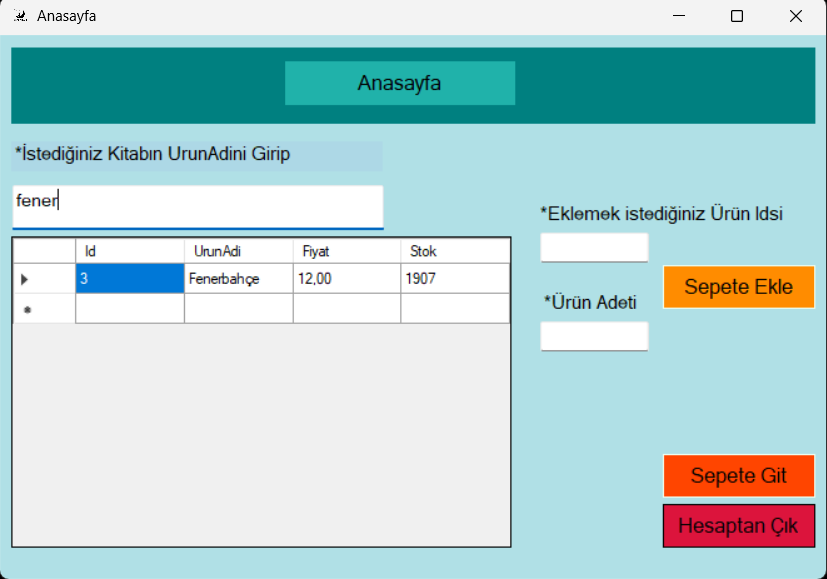 Anasayfa
Anasayfa
*İstediğiniz Kitabın UrunAdini Girip
fener
Id UrunAdi Fiyat Stok
3 Fenerbahçe 12,00 1907
*Eklemek istediğiniz Ürün Idsi
Sepete Ekle
*Ürün Adeti
Sepete Git
Hesaptan Çık